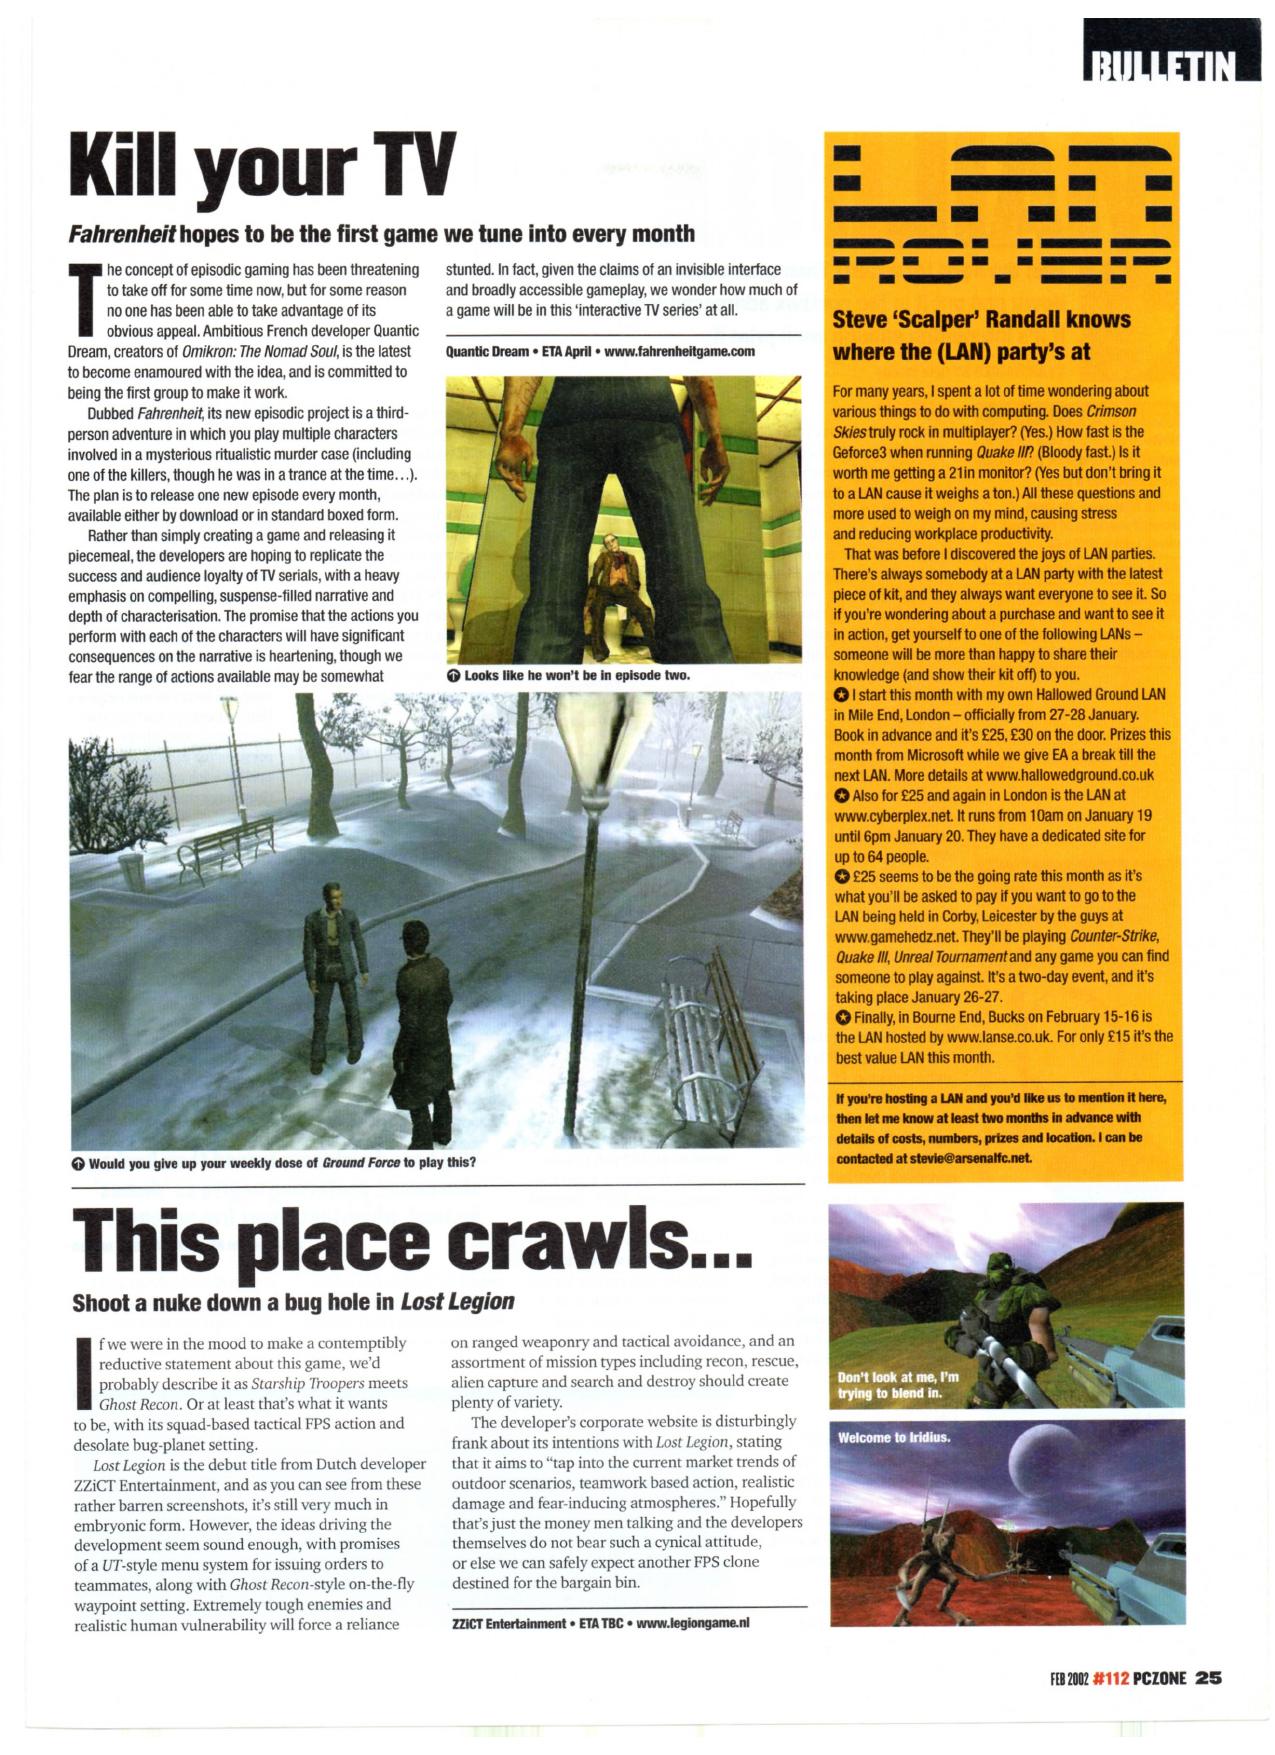 BULLETIN
Kill your TV
Fahrenheit hopes to be the first game we tune into every month
The concept of episodic gaming has been threatening
to take off for some time now, but for some reason
no one has been able to take advantage of its
obvious appeal. Ambitious French developer Quantic
Dream, creators of Omikron: The Nomad Soul, is the latest
to become enamoured with the idea, and is committed to
being the first group to make it work.
Dubbed Fahrenheit, its new episodic project is a third-
person adventure in which you play multiple characters
involved in a mysterious ritualistic murder case (including
one of the killers, though he was in a trance at the time…).
The plan is to release one new episode every month,
available either by download or in standard boxed form.
Rather than simply creating a game and releasing it
piecemeal, the developers are hoping to replicate the
success and audience loyalty of TV serials, with a heavy
emphasis on compelling, suspense-filled narrative and
depth of characterisation. The promise that the actions you
perform with each of the characters will have significant
consequences on the narrative is heartening, though we
fear the range of actions available may be somewhat
stunted. In fact, given the claims of an invisible interface
and broadly accessible gameplay, we wonder how much of
a game will be in this ‘interactive TV series’ at all.
Quantic Dream • ETA April • www.fahrenheitgame.com
Looks like he won't be in episode two.
Would you give up your weekly dose of Ground Force to play this?
This place crawls...
Shoot a nuke down a bug hole in Lost Legion
If we were in the mood to make a contemptibly
reductive statement about this game, we’d
probably describe it as Starship Troopers meets
Ghost Recon. Or at least that’s what it wants
to be, with its squad-based tactical FPS action and
desolate bug-planet setting.
Lost Legion is the debut title from Dutch developer
ZZiCT Entertainment, and as you can see from these
rather barren screenshots, it’s still very much in
embryonic form. However, the ideas driving the
development seem sound enough, with promises
of a UT-style menu system for issuing orders to
teammates, along with Ghost Recon-style on-the-fly
waypoint setting. Extremely tough enemies and
realistic human vulnerability will force a reliance
on ranged weaponry and tactical avoidance, and an
assortment of mission types including recon, rescue,
alien capture and search and destroy should create
plenty of variety.
The developer’s corporate website is disturbingly
frank about its intentions with Lost Legion, stating
that it aims to “tap into the current market trends of
outdoor scenarios, teamwork based action, realistic
damage and fear-inducing atmospheres.” Hopefully
that’s just the money men talking and the developers
themselves do not bear such a cynical attitude,
or else we can safely expect another FPS clone
destined for the bargain bin.
ZZiCT Entertainment • ETA TBC • www.legiongame.nl
LAN
ROVER
Steve ‘Scalper’ Randall knows
where the (LAN) party’s at
For many years, I spent a lot of time wondering about
various things to do with computing. Does Crimson
Skies truly rock in multiplayer? (Yes.) How fast is the
Geforce3 when running Quake III? (Bloody fast.) Is it
worth me getting a 21in monitor? (Yes but don’t bring it
to a LAN cause it weighs a ton.) All these questions and
more used to weigh on my mind, causing stress
and reducing workplace productivity.
That was before I discovered the joys of LAN parties.
There’s always somebody at a LAN party with the latest
piece of kit, and they always want everyone to see it. So
if you’re wondering about a purchase and want to see it
in action, get yourself to one of the following LANs –
someone will be more than happy to share their
knowledge (and show their kit off) to you.
I start this month with my own Hallowed Ground LAN
in Mile End, London – officially from 27-28 January.
Book in advance and it’s £25, £30 on the door. Prizes this
month from Microsoft while we give EA a break till the
next LAN. More details at www.hallowedground.co.uk
Also for £25 and again in London is the LAN at
www.cyberplex.net. It runs from 10am on January 19
until 6pm January 20. They have a dedicated site for
up to 64 people.
£25 seems to be the going rate this month as it’s
what you’ll be asked to pay if you want to go to the
LAN being held in Corby, Leicester by the guys at
www.gamehedz.net. They’ll be playing Counter-Strike,
Quake III, Unreal Tournament and any game you can find
someone to play against. It’s a two-day event, and it’s
taking place January 26-27.
Finally, in Bourne End, Bucks on February 15-16 is
the LAN hosted by www.lanse.co.uk. For only £15 it’s the
best value LAN this month.
If you’re hosting a LAN and you’d like us to mention it here,
then let me know at least two months in advance with
details of costs, numbers, prizes and location. I can be
contacted at stevie@arsenalfc.net.
Don’t look at me, I’m
trying to blend in.
Welcome to Iridius.
FEB 2002 #112 PCZONE 25